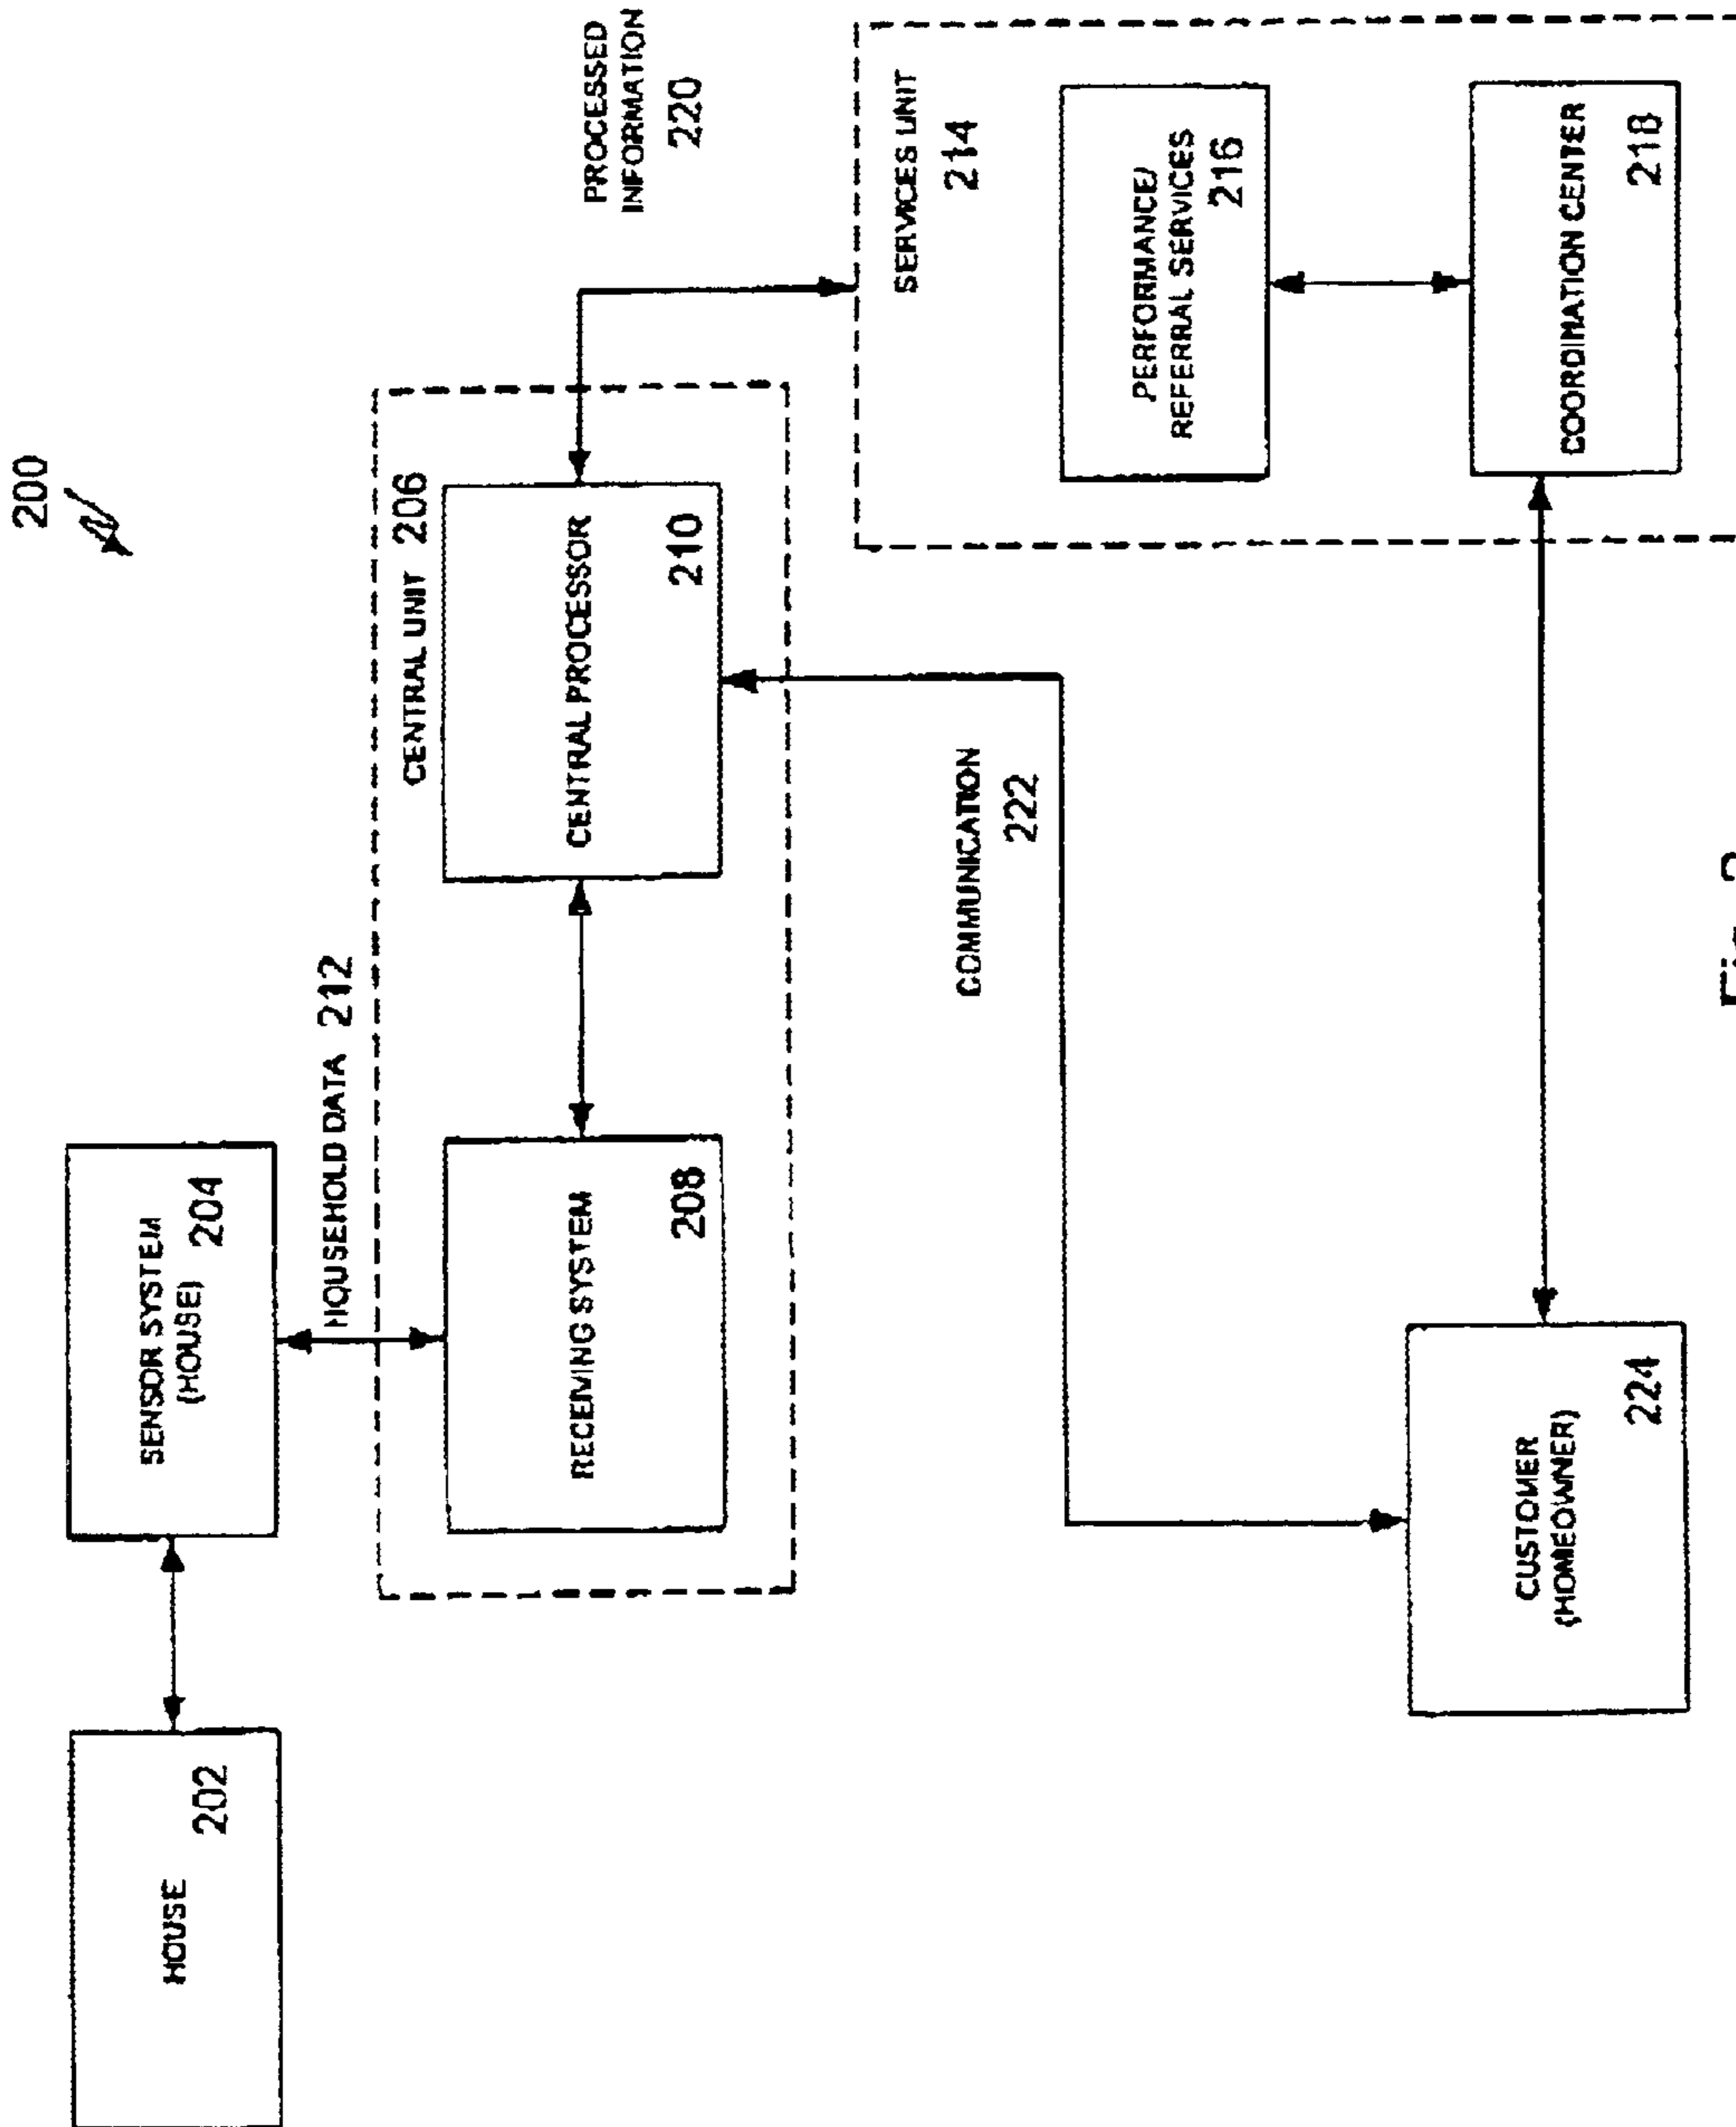 200
HOUSE
202
SENSOR SYSTEM
(HOUSE)
204
HOUSEHOLD DATA 212
CENTRAL UNIT 206
RECEIVING SYSTEM
208
CENTRAL PROCESSOR
210
PROCESSED
INFORMATION
220
COMMUNICATION
222
SERVICES UNIT
214
PERFORMANCE/
REFERRAL SERVICES
216
CUSTOMER
(HOMEOWNER)
224
COORDIMATION CENTER
218